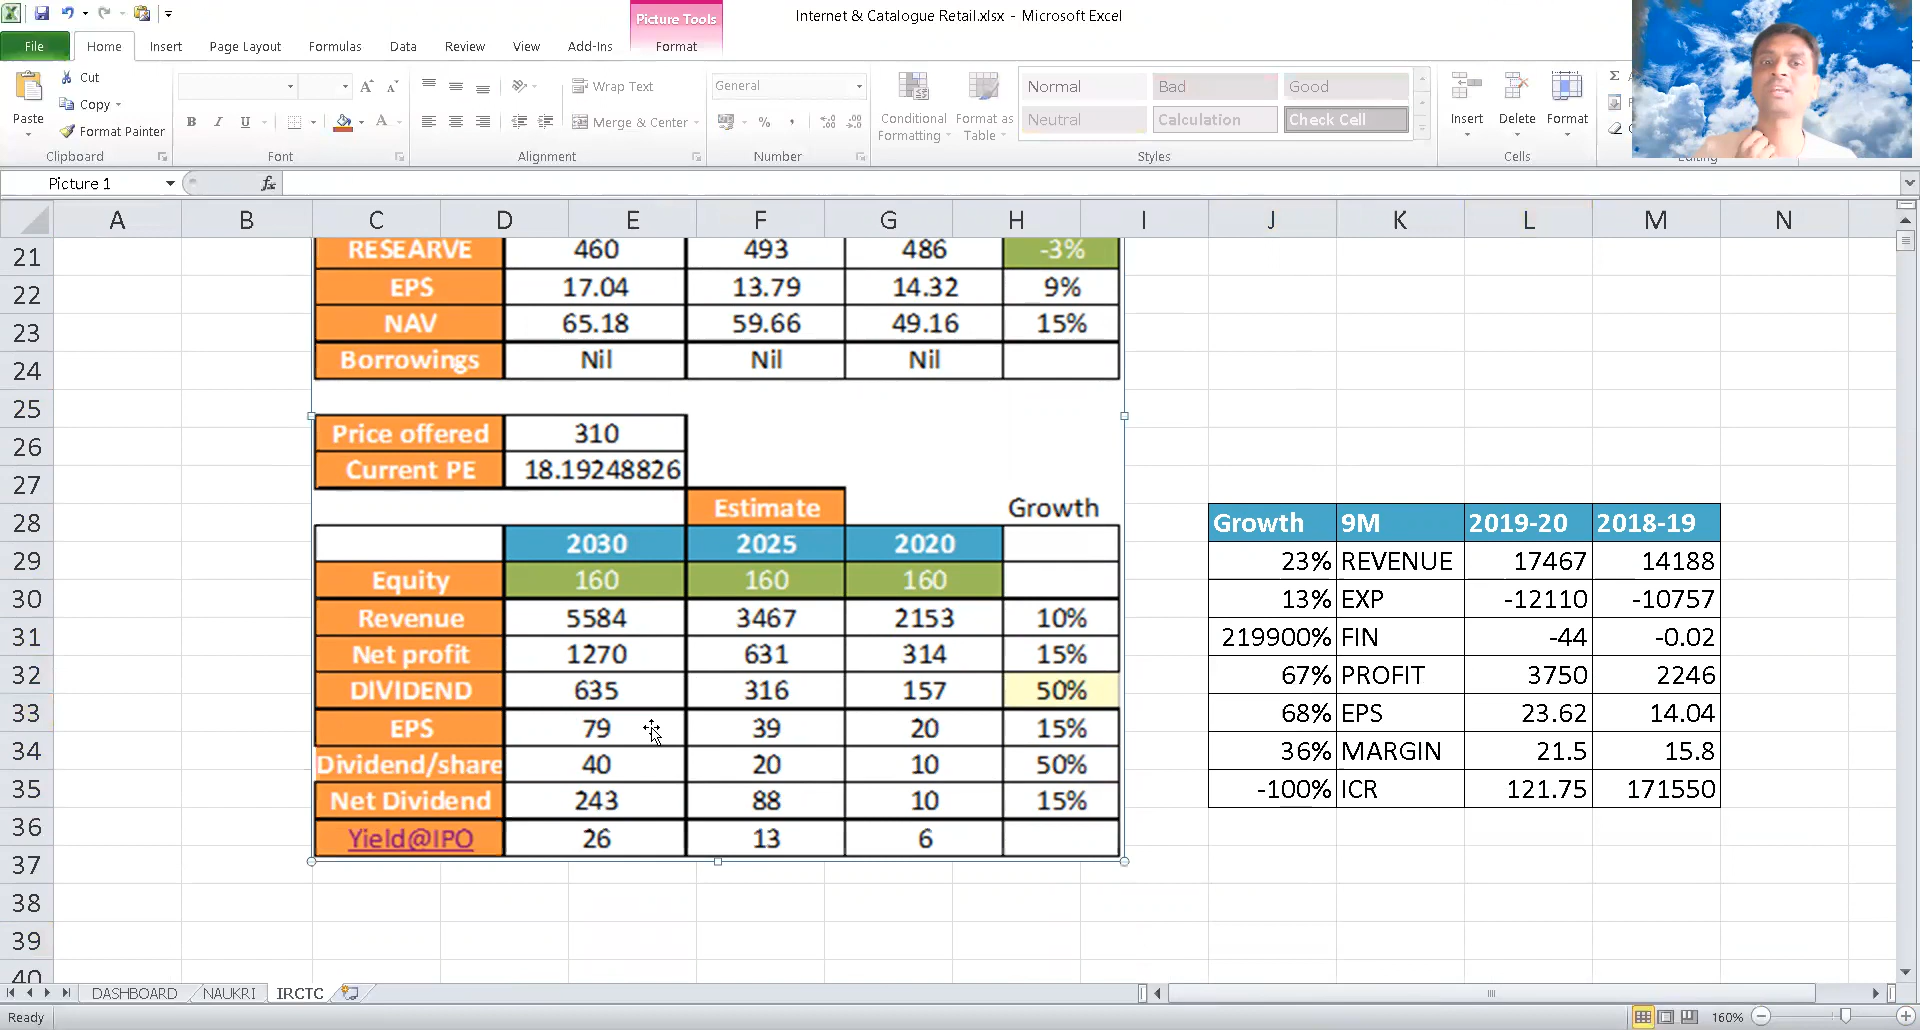 Picture Tools
Internet & Catalogue Retail.xlsx - Microsoft Excel
File Home Insert Page Layout Formulas Data Review View Add-Ins Format
Paste
Cut
Copy
Format Painter
Clipboard
B I U
A A
A
Font
Wrap Text
Merge & Center
Alignment
General
%
Number
Conditional Formatting
Format as Table
Normal Bad Good
Neutral Calculation Check Cell
Styles
Insert Delete Format
Cells
Σ
Picture 1
fx
A B C D E F G H I J K L M N
21 RESEARVE 460 493 486 -3%
22 EPS 17.04 13.79 14.32 9%
23 NAV 65.18 59.66 49.16 15%
24 Borrowings Nil Nil Nil
25
26 Price offered 310
27 Current PE 18.19248826
Estimate Growth
28 2030 2025 2020
29 Equity 160 160 160
30 Revenue 5584 3467 2153 10%
31 Net profit 1270 631 314 15%
32 DIVIDEND 635 316 157 50%
33 EPS 79 39 20 15%
34 Dividend/share 40 20 10 50%
35 Net Dividend 243 88 10 15%
36 Yield@IPO 26 13 6
37
38
39
40
Growth 9M 2019-20 2018-19
23% REVENUE 17467 14188
13% EXP -12110 -10757
219900% FIN -44 -0.02
67% PROFIT 3750 2246
68% EPS 23.62 14.04
36% MARGIN 21.5 15.8
-100% ICR 121.75 171550
DASHBOARD NAUKRI IRCTC
Ready
160%